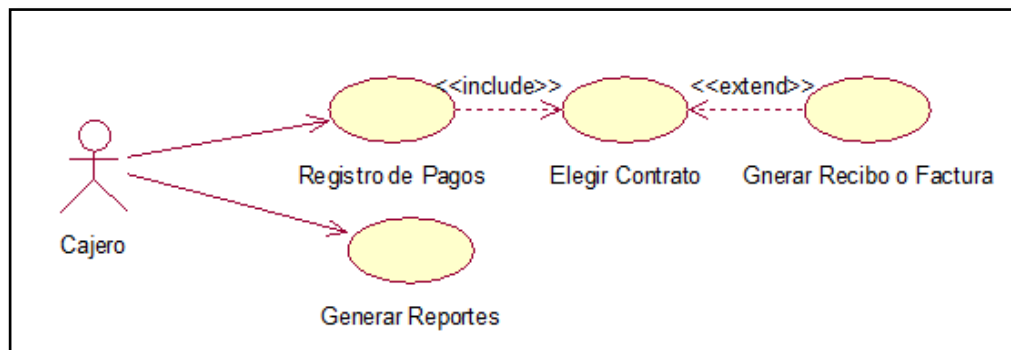 <<include>>
<<extend>>
Registro de Pagos
Elegir Contrato
Gnerar Recibo o Factura
Cajero
Generar Reportes